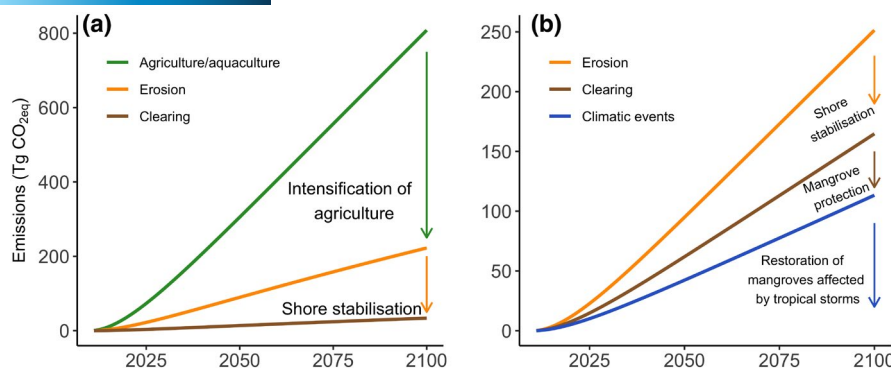 (a)
800
600
400
200
0
Emissions (Tg CO2eq)
Agriculture/aquaculture
Erosion
Clearing
Intensification of
agriculture
Shore stabilisation
2025
2050
2075
2100
(b)
250
200
150
100
50
0
Erosion
Clearing
Climatic events
Shore
stabilisation
Mangrove
protection
Restoration of
mangroves affected
by tropical storms
2025
2050
2075
2100